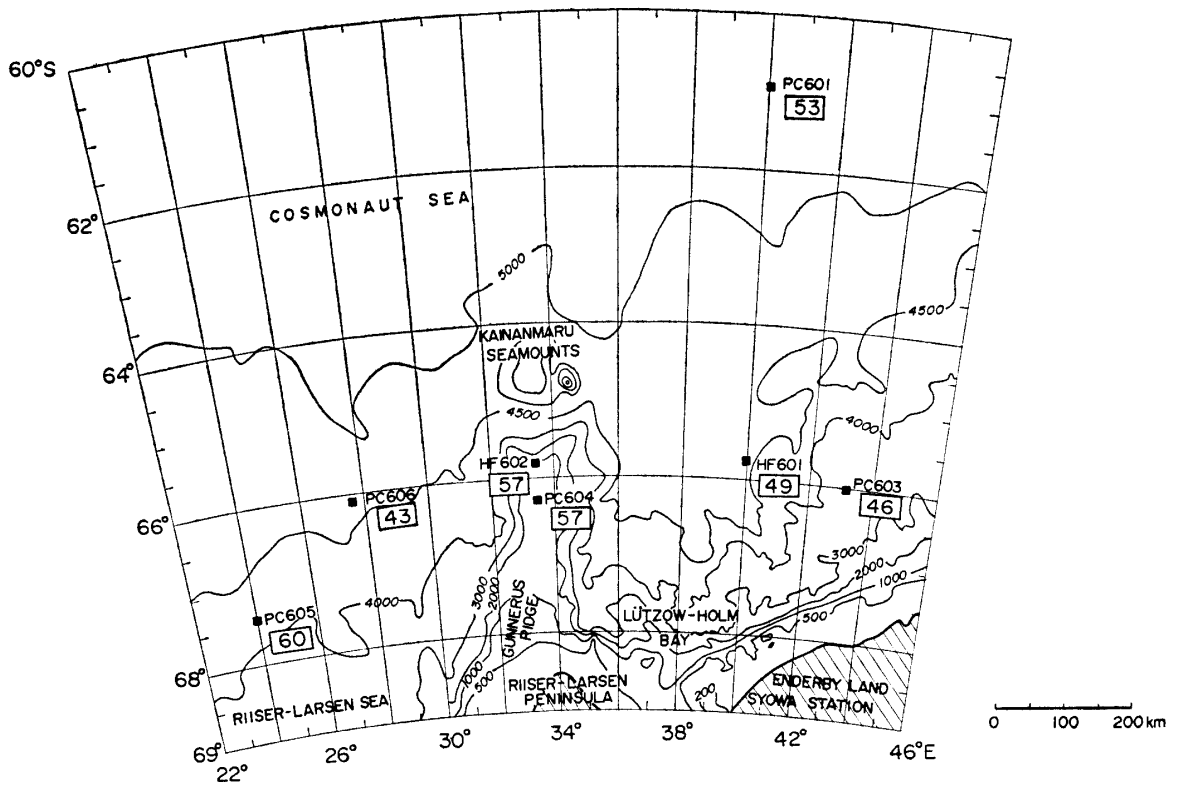 60°S
PC601
53
62°
COSMONAUT SEA
5000
4500
KAINANMARU
SEAMOUNTS
64°
4500
4000
HF602
57
HF601
49
PC606
43
PC604
57
PC603
46
66°
3000
2000
1000
500
4000
3000
2000
GUNNERUS
RIDGE
LÜTZOW-HOLM
BAY
PC605
60
68°
1000
500
RIISER-LARSEN
PENINSULA
200
ENDERBY LAND
SYOWA STATION
RIISER-LARSEN SEA
69°
22°
26°
30°
34°
38°
42°
46°E
0 100 200 km